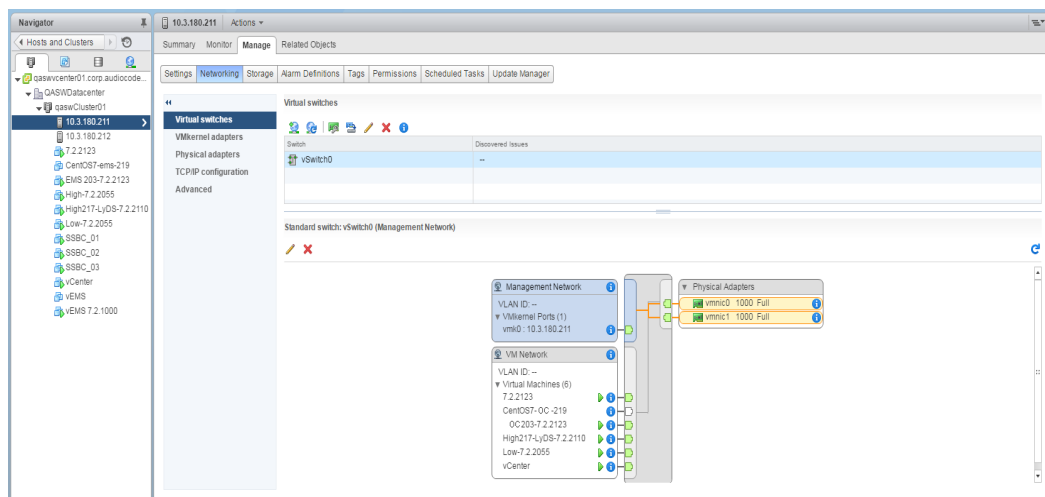 Navigator
10.3.180.211 Actions
Hosts and Clusters
Summary Monitor Manage Related Objects
Settings Networking Storage Alarm Definitions Tags Permissions Scheduled Tasks Update Manager
qaswvcenter01.corp.audiocode...
QASWDatacenter
qaswCluster01
10.3.180.211
10.3.180.212
7.2.2123
CentOS7-ems-219
EMS 203-7.2.2123
High-7.2.2055
High217-LyDS-7.2.2110
Low-7.2.2055
SSBC_01
SSBC_02
SSBC_03
vCenter
vEMS
vEMS 7.2.1000
Virtual switches
VMkernel adapters
Physical adapters
TCP/IP configuration
Advanced
Virtual switches
Switch Discovered Issues
vSwitch0 --
Standard switch: vSwitch0 (Management Network)
Management Network
VLAN ID: --
VMkernel Ports (1)
vmk0 : 10.3.180.211
VM Network
VLAN ID: --
Virtual Machines (6)
7.2.2123
CentOS7- OC -219
OC203-7.2.2123
High217-LyDS-7.2.2110
Low-7.2.2055
vCenter
Physical Adapters
vmnic0 1000 Full
vmnic1 1000 Full